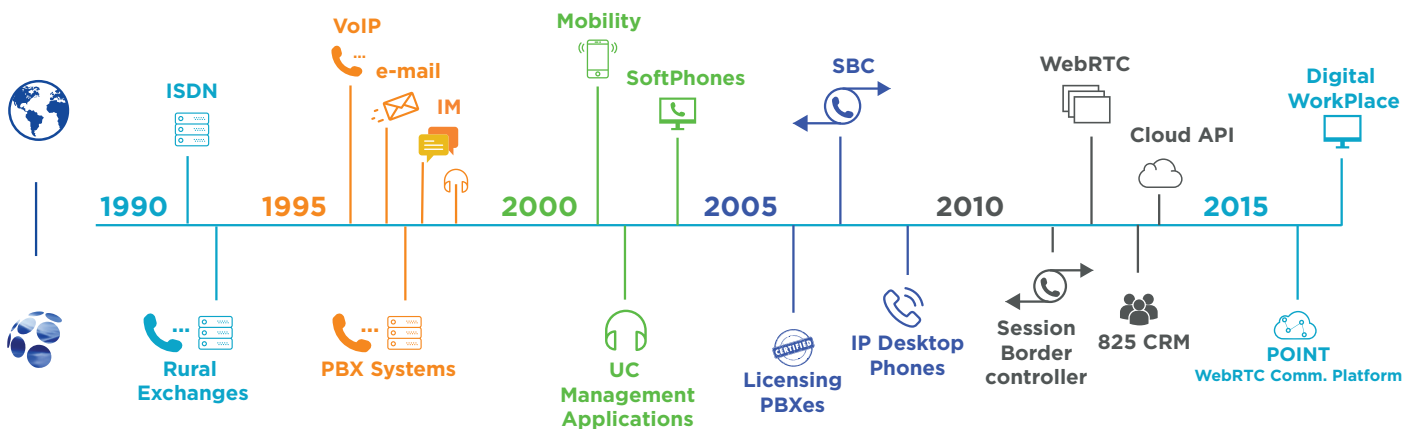 VoIP
e-mail
IM
ISDN
Mobility
SoftPhones
SBC
WebRTC
Cloud API
Digital
WorkPlace
1990
1995
2000
2005
2010
2015
Rural
Exchanges
PBX Systems
UC
Management
Applications
CERTIFIED
Licensing
PBXes
IP Desktop
Phones
Session
Border
controller
825 CRM
POINT
WebRTC Comm. Platform